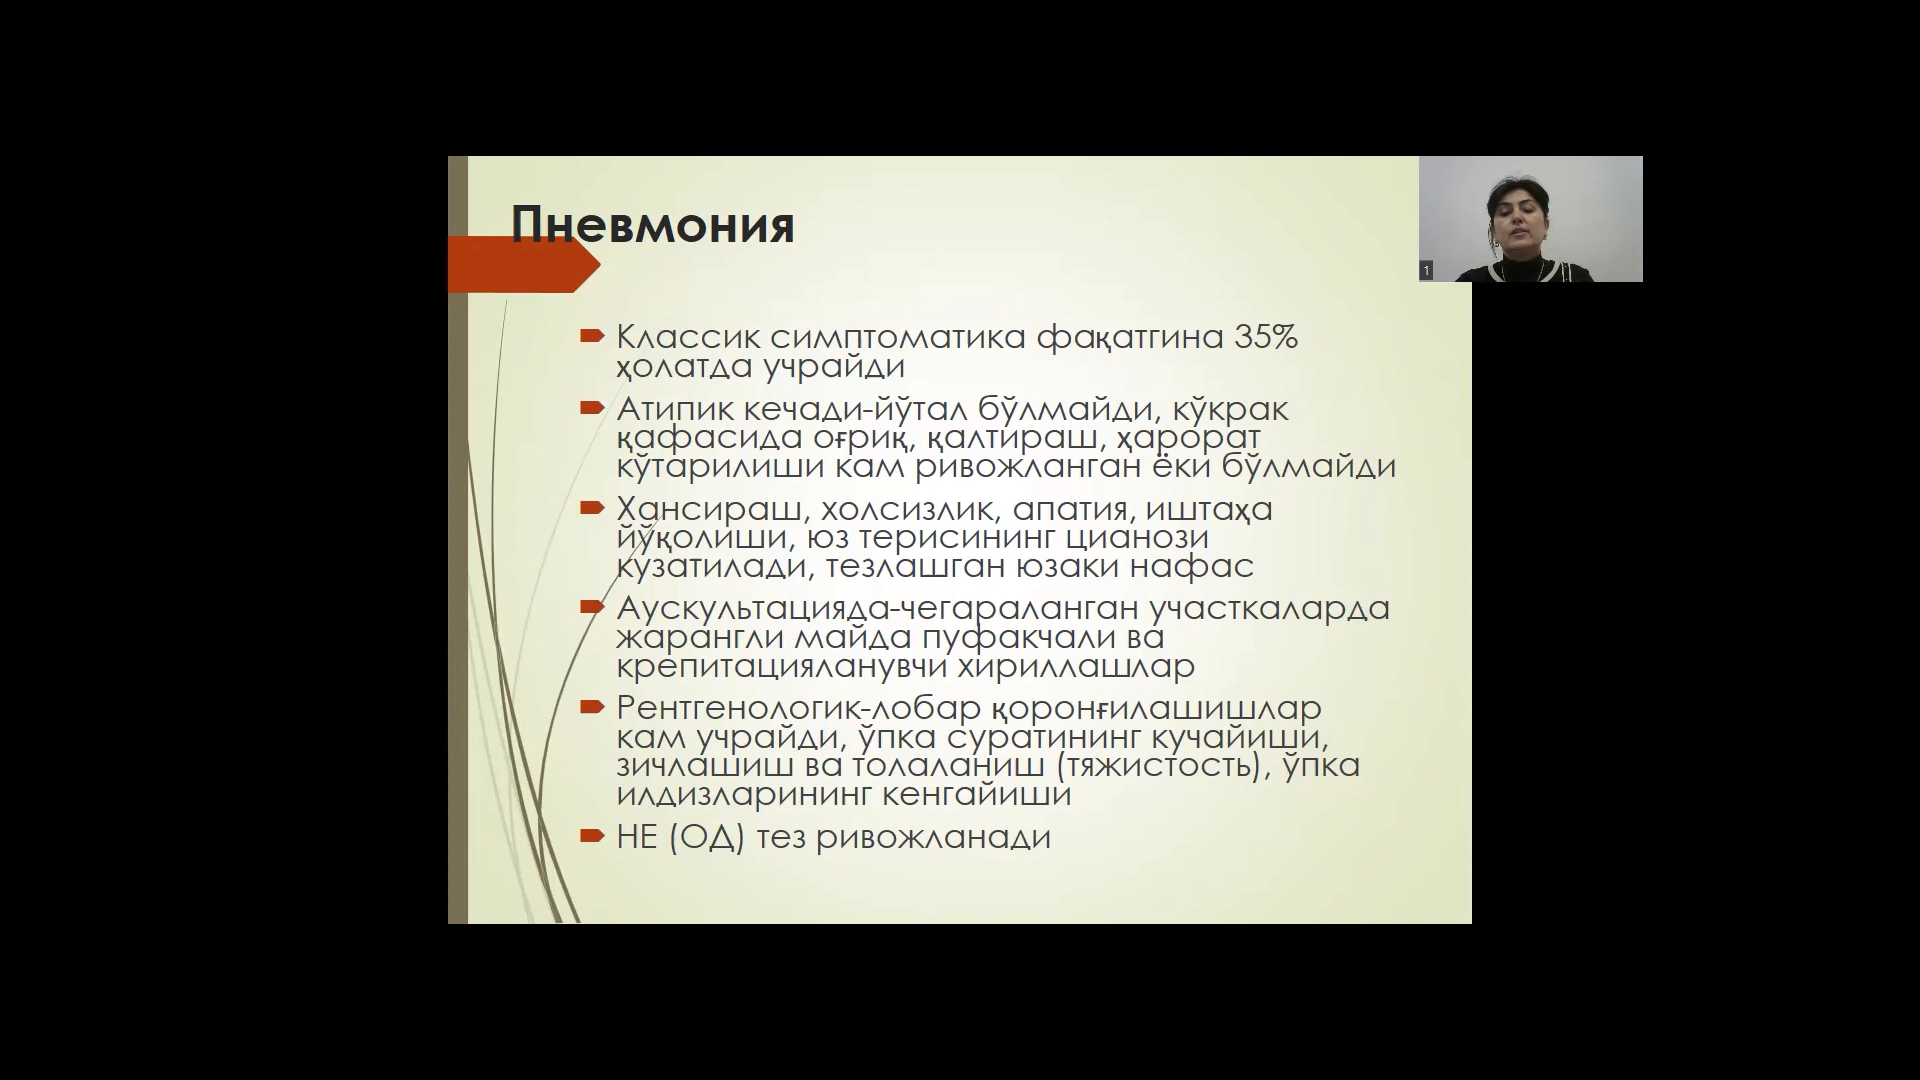 Пневмония
1
Классик симптоматика фақатгина 35%
ҳолатда учрайди
Атипик кечади-йўтал бўлмайди, кўкрак
қафасида оғриқ, қалтираш, ҳарорат
кўтарилиши кам ривожланган ёки бўлмайди
Хансираш, холсизлик, апатия, иштаҳа
йўқолиши, юз терисининг цианози
кузатилади, тезлашган юзаки нафас
Аускультацияда-чегараланган участкаларда
жарангли майда пуфакчали ва
крепитацияланувчи хириллашлар
Рентгенологик-лобар қоронғилашишлар
кам учрайди, ўпка суратининг кучайиши,
зичлашиш ва толаланиш (тяжистость), ўпка
илдизларининг кенгайиши
НЕ (ОД) тез ривожланади